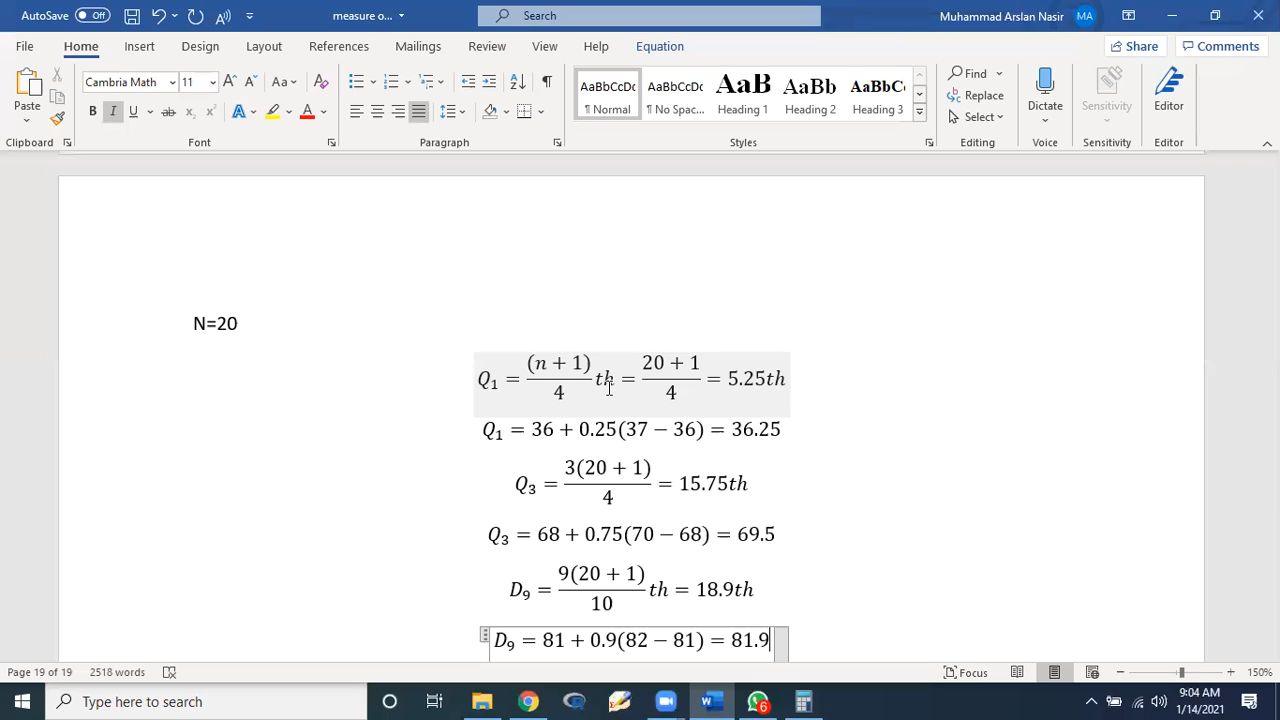 AutoSave Off measure o... Search Muhammad Arslan Nasir MA
File Home Insert Design Layout References Mailings Review View Help Equation Share Comments
Paste Cambria Math 11 Aa AaBbCcDc AaBbCcDc AaB AaBb AaBbC Find Replace Select Dictate Sensitivity Editor
B I U ab x₂ x² A A ¶ Normal ¶ No Spac... Heading 1 Heading 2 Heading 3
Clipboard Font Paragraph Styles Editing Voice Sensitivity Editor
N=20
Q₁ = (n + 1)/4 th = (20 + 1)/4 = 5.25th
Q₁ = 36 + 0.25(37 − 36) = 36.25
Q₃ = 3(20 + 1)/4 = 15.75th
Q₃ = 68 + 0.75(70 − 68) = 69.5
D₉ = 9(20 + 1)/10 th = 18.9th
D₉ = 81 + 0.9(82 − 81) = 81.9
Page 19 of 19 2518 words Focus 150%
Type here to search 6 9:04 AM
1/14/2021 3